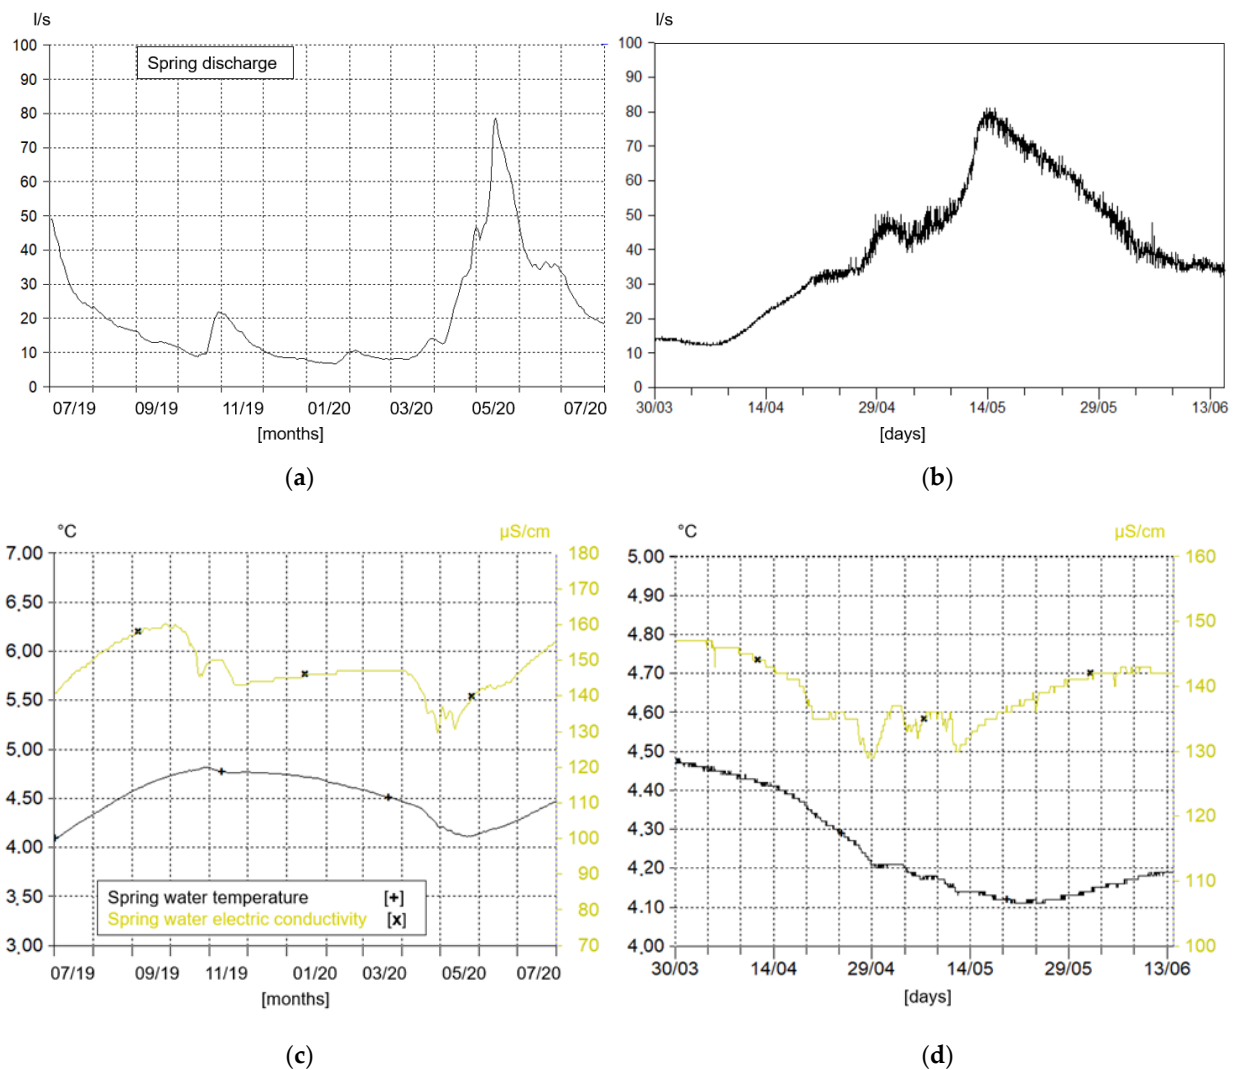 l/s
Spring discharge
100
90
80
70
60
50
40
30
20
10
0
07/19 09/19 11/19 01/20 03/20 05/20 07/20
[months]
(a)
l/s
100
90
80
70
60
50
40
30
20
10
0
30/03 14/04 29/04 14/05 29/05 13/06
[days]
(b)
°C µS/cm
7.00 180
170
6.50
160
6.00 150
5.50 140
130
5.00
120
4.50 110
4.00 100
90
3.50
80
3.00 70
Spring water temperature [+]
Spring water electric conductivity [x]
07/19 09/19 11/19 01/20 03/20 05/20 07/20
[months]
(c)
°C µS/cm
5,00 160
4.90
4.80 150
4.70
140
4.60
4.50 130
4.40
4.30 120
4.20
110
4.10
4.00 100
30/03 14/04 29/04 14/05 29/05 13/06
[days]
(d)